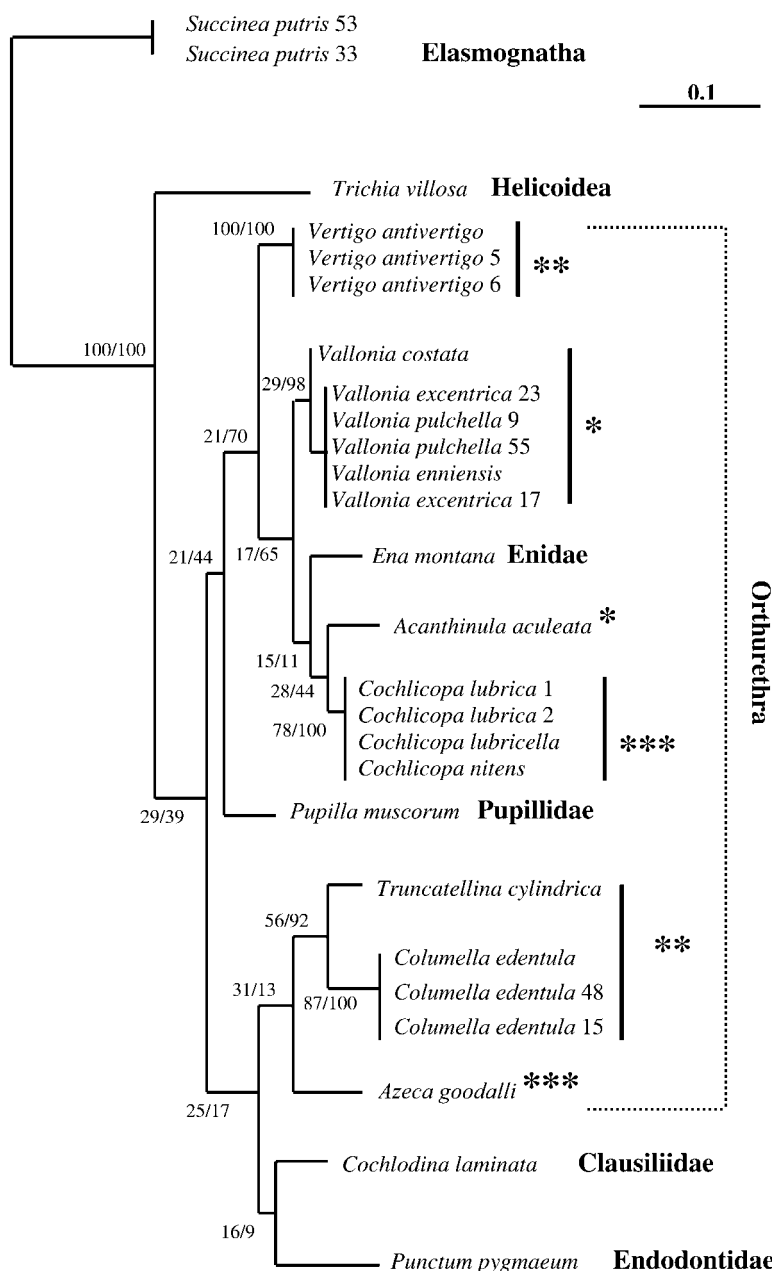 Succinea putris 53
Succinea putris 33 Elasmognatha
0.1
Trichia villosa Helicoidea
100/100 Vertigo antivertigo
Vertigo antivertigo 5
**
Vertigo antivertigo 6
100/100
Vallonia costata
29/98
Vallonia excentrica 23
Vallonia pulchella 9
*
21/70
Vallonia pulchella 55
Vallonia enniensis
Vallonia excentrica 17
21/44
17/65
Ena montana Enidae
Orthurethra
Acanthinula aculeata *
15/11
28/44
Cochlicopa lubrica 1
Cochlicopa lubrica 2
78/100
Cochlicopa lubricella
***
Cochlicopa nitens
29/39
Pupilla muscorum Pupillidae
Truncatellina cylindrica
56/92
**
Columella edentula
31/13
87/100
Columella edentula 48
Columella edentula 15
Azeca goodalli ***
25/17
Cochlodina laminata Clausiliidae
16/9
Punctum pygmaeum Endodontidae